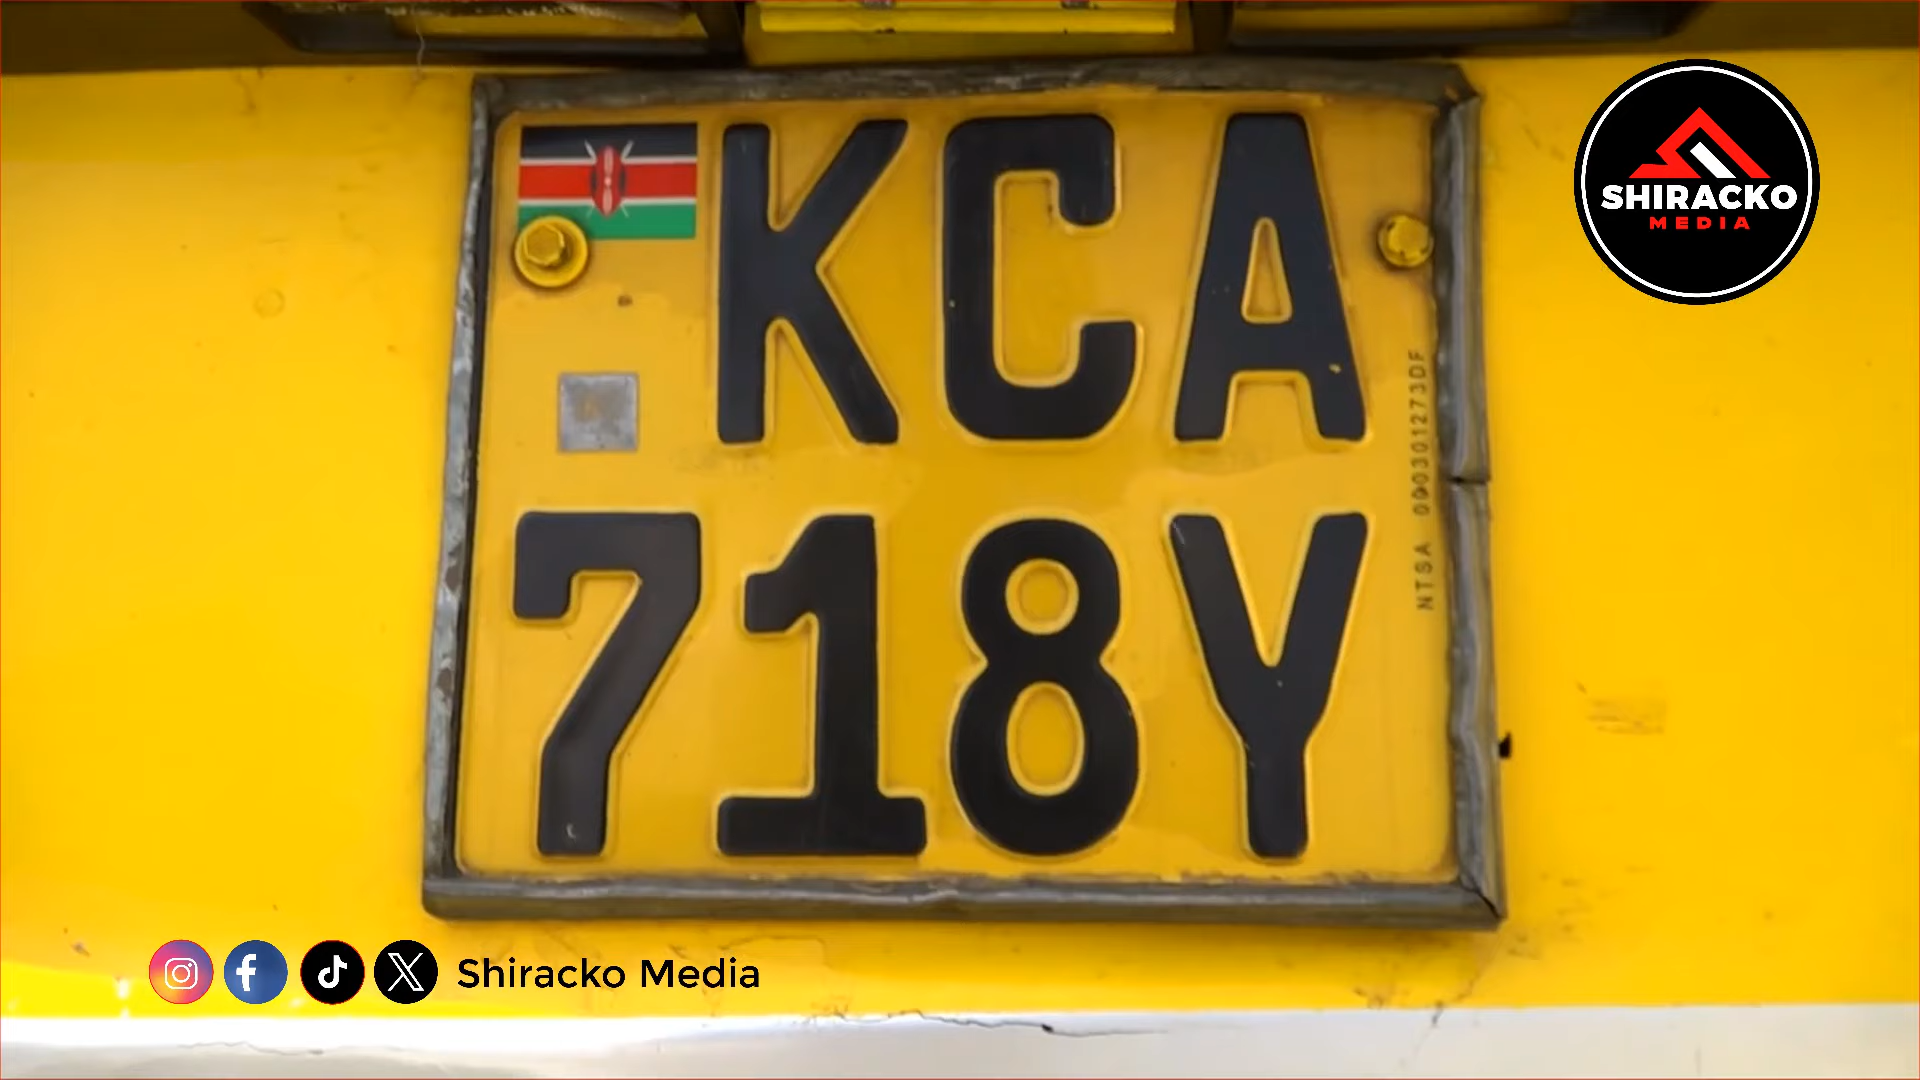 KCA
718Y
NTSA 000301273DF
SHIRACKO
MEDIA
Shiracko Media